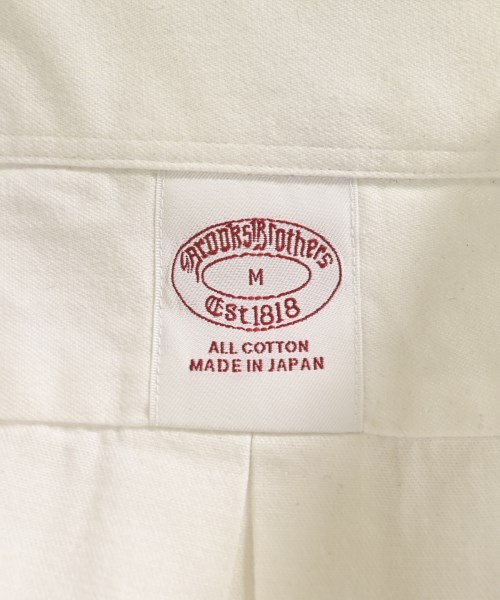 Brooks Brothers
M
Est 1818
ALL COTTON
MADE IN JAPAN